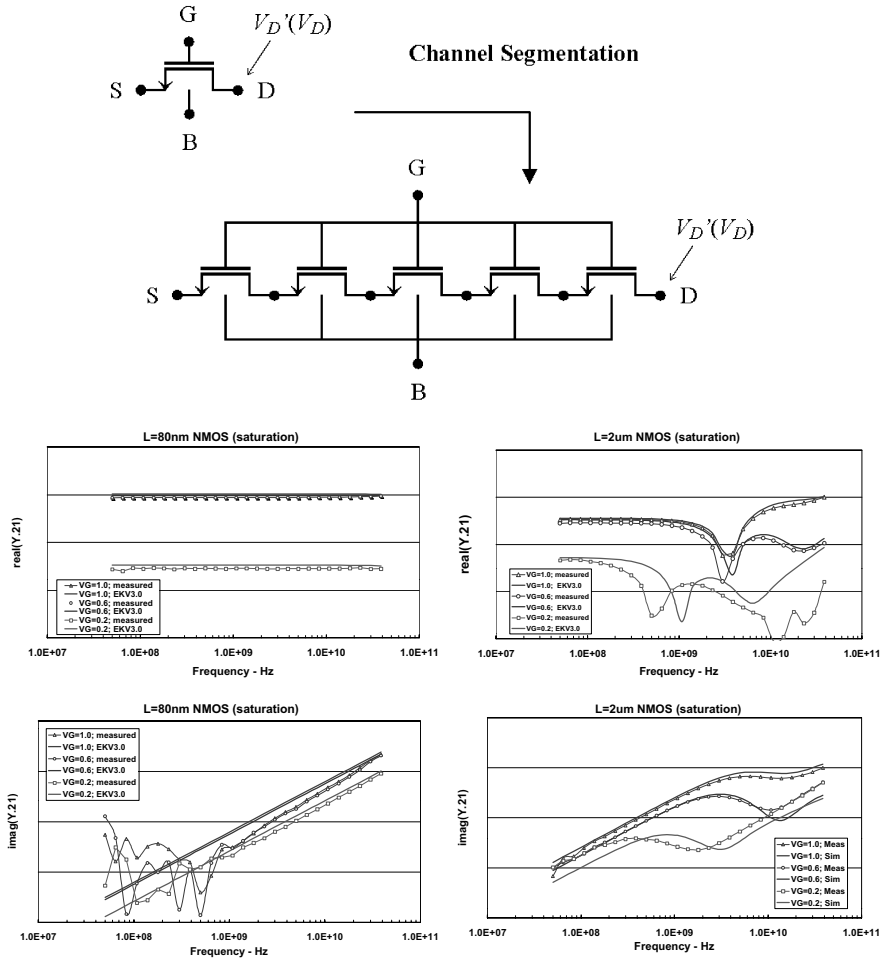 G
V_D'(V_D)
Channel Segmentation
S
D
B
G
V_D'(V_D)
S
D
B
L=80nm NMOS (saturation)
real(Y.21)
VG=1.0; measured
VG=1.0; EKV3.0
VG=0.6; measured
VG=0.6; EKV3.0
VG=0.2; measured
VG=0.2; EKV3.0
1.0E+07 1.0E+08 1.0E+09 1.0E+10 1.0E+11
Frequency - Hz
L=2um NMOS (saturation)
real(Y.21)
VG=1.0; measured
VG=1.0; EKV3.0
VG=0.6; measured
VG=0.6; EKV3.0
VG=0.2; measured
VG=0.2; EKV3.0
1.0E+07 1.0E+08 1.0E+09 1.0E+10 1.0E+11
Frequency - Hz
L=80nm NMOS (saturation)
imag(Y.21)
VG=1.0; measured
VG=1.0; EKV3.0
VG=0.6; measured
VG=0.6; EKV3.0
VG=0.2; measured
VG=0.2; EKV3.0
1.0E+07 1.0E+08 1.0E+09 1.0E+10 1.0E+11
Frequency - Hz
L=2um NMOS (saturation)
imag(Y.21)
VG=1.0; Meas
VG=1.0; Sim
VG=0.6; Meas
VG=0.6; Sim
VG=0.2; Meas
VG=0.2; Sim
1.0E+07 1.0E+08 1.0E+09 1.0E+10 1.0E+11
Frequency - Hz